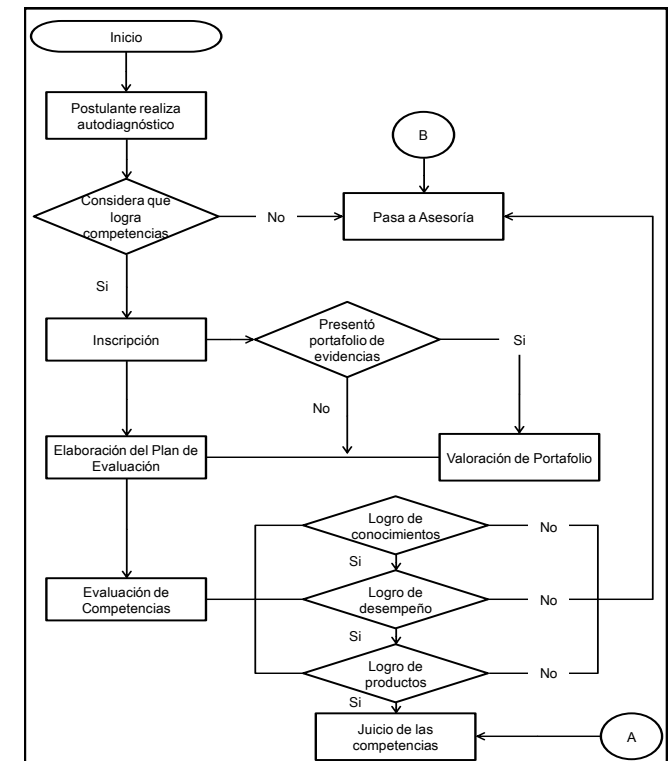 Inicio
Postulante realiza
autodiagnóstico
B
Considera que
logra
competencias
No
Pasa a Asesoría
Si
Inscripción
Presentó
portafolio de
evidencias
Si
No
Elaboración del Plan de
Evaluación
Valoración de Portafolio
Logro de
conocimientos
No
Si
Evaluación de
Competencias
Logro de
desempeño
No
Si
Logro de
productos
No
Si
Juicio de las
competencias
A